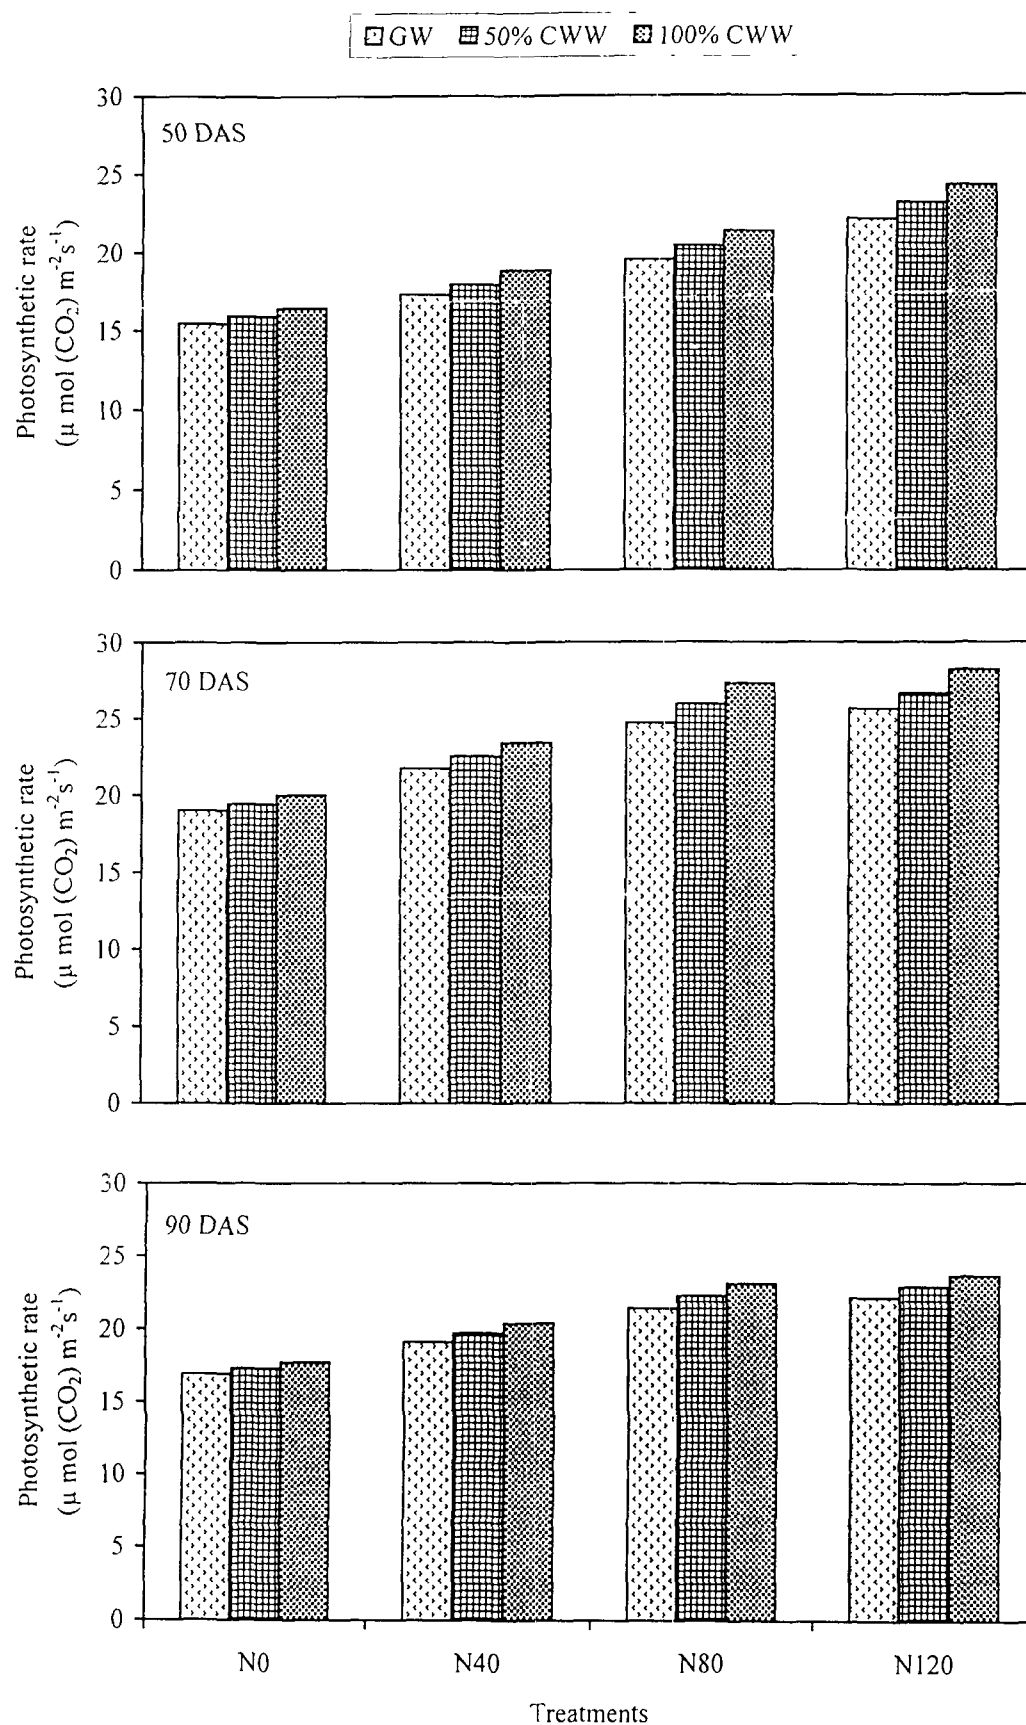 GW 50% CWW 100% CWW
50 DAS
Photosynthetic rate
(μ mol (CO₂) m⁻²s⁻¹)
30
25
20
15
10
5
0
70 DAS
Photosynthetic rate
(μ mol (CO₂) m⁻²s⁻¹)
30
25
20
15
10
5
0
90 DAS
Photosynthetic rate
(μ mol (CO₂) m⁻²s⁻¹)
30
25
20
15
10
5
0
N0 N40 N80 N120
Treatments